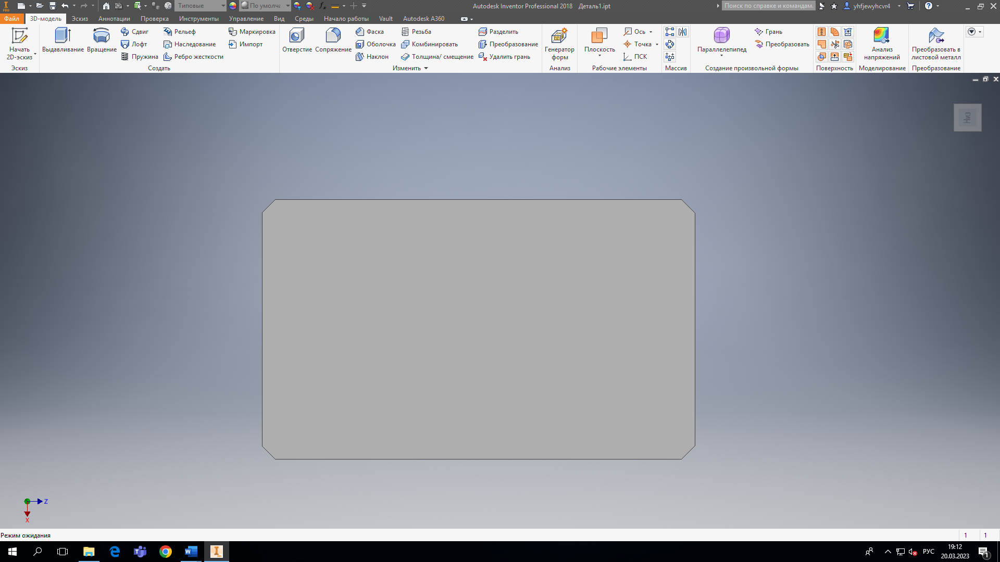 Типовые
По умолча
Autodesk Inventor Professional 2018 Деталь1.ipt
Поиск по справке и командам.
yhfjewyhcvr4
Файл 3D-модель Эскиз Аннотации Проверка Инструменты Управление Вид Среды Начало работы Vault Autodesk A360
Начать
2D-эскиз
Эскиз
Выдавливание
Вращение
Сдвиг
Лофт
Пружина
Рельеф
Наследование
Ребро жесткости
Маркировка
Импорт
Создать
Отверстие
Сопряжение
Фаска
Оболочка
Наклон
Резьба
Комбинировать
Толщина/ смещение
Разделить
Преобразование
Удалить грань
Изменить
Генератор
форм
Анализ
Плоскость
Ось
Точка
ПСК
Рабочие элементы
Массив
Параллелепипед
Грань
Преобразовать
Создание произвольной формы
Поверхность
Анализ
напряжений
Моделирование
Преобразовать в
листовой металл
Преобразование
Z
X
Режим ожидания
1 1
РУС
19:12
20.03.2023
1